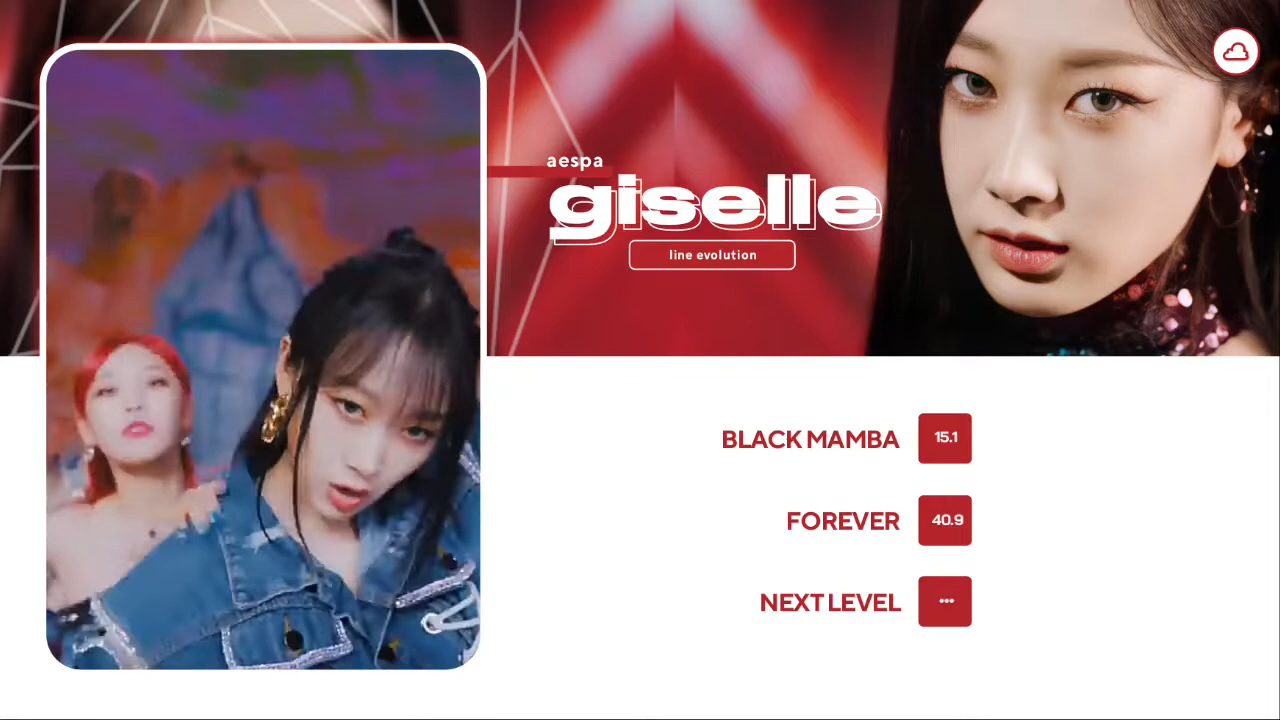 aespa
giselle
line evolution
BLACK MAMBA 15.1
FOREVER 40.9
NEXT LEVEL •••